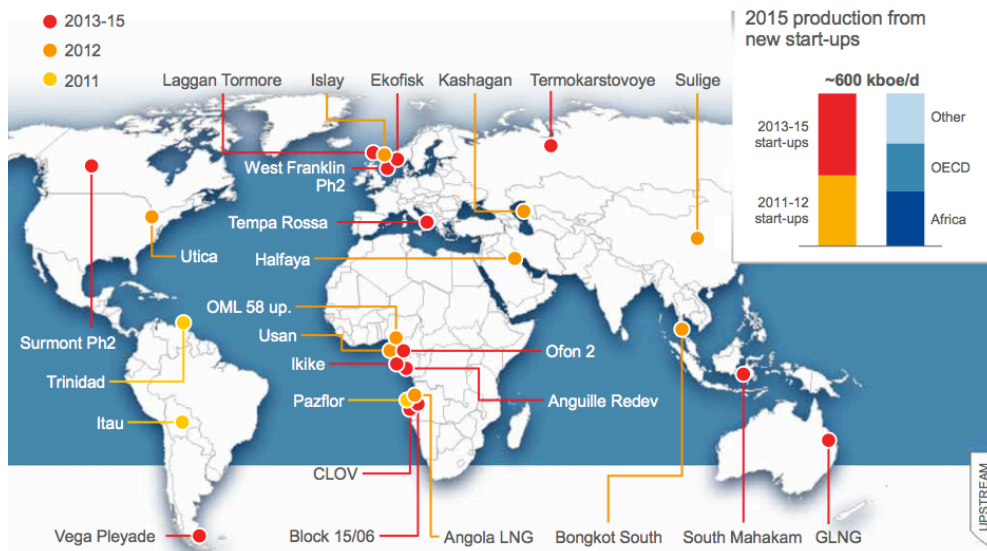 2013-15
2012
2011
Laggan Tormore
Islay
Ekofisk
Kashagan
Termokarstovoye
Sulige
2015 production from
new start-ups
~600 kboe/d
2013-15
start-ups
2011-12
start-ups
Other
OECD
Africa
West Franklin
Ph2
Tempa Rossa
Utica
Halfaya
OML 58 up.
Usan
Surmont Ph2
Ikike
Ofon 2
Trinidad
Pazflor
Anguille Redev
Itau
CLOV
Vega Pleyade
Block 15/06
Angola LNG
Bongkot South
South Mahakam
GLNG
UPSTREAM